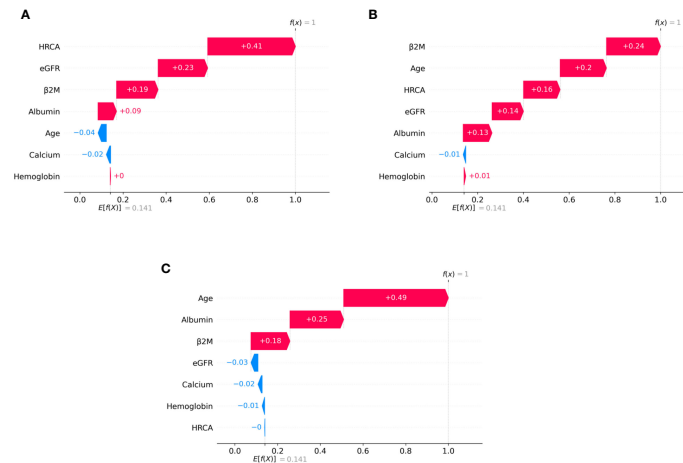 A
f(x) = 1
HRCA +0.41
eGFR +0.23
β2M +0.19
Albumin +0.09
Age −0.04
Calcium −0.02
Hemoglobin +0
0.0 0.2 0.4 0.6 0.8 1.0
E[f(X)] = 0.141
B
f(x) = 1
β2M +0.24
Age +0.2
HRCA +0.16
eGFR +0.14
Albumin +0.13
Calcium −0.01
Hemoglobin +0.01
0.0 0.2 0.4 0.6 0.8 1.0
E[f(X)] = 0.141
C
f(x) = 1
Age +0.49
Albumin +0.25
β2M +0.18
eGFR −0.03
Calcium −0.02
Hemoglobin −0.01
HRCA −0
0.0 0.2 0.4 0.6 0.8 1.0
E[f(X)] = 0.141